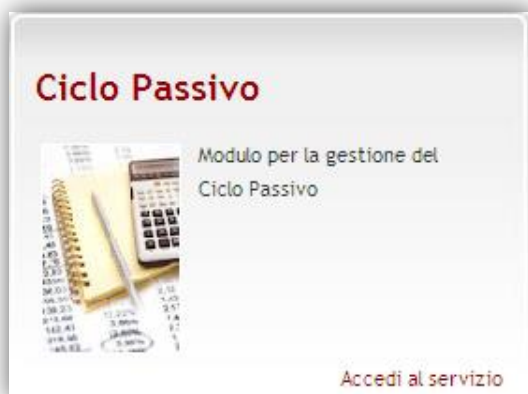 Ciclo Passivo
Modulo per la gestione del
Ciclo Passivo
Accedi al servizio